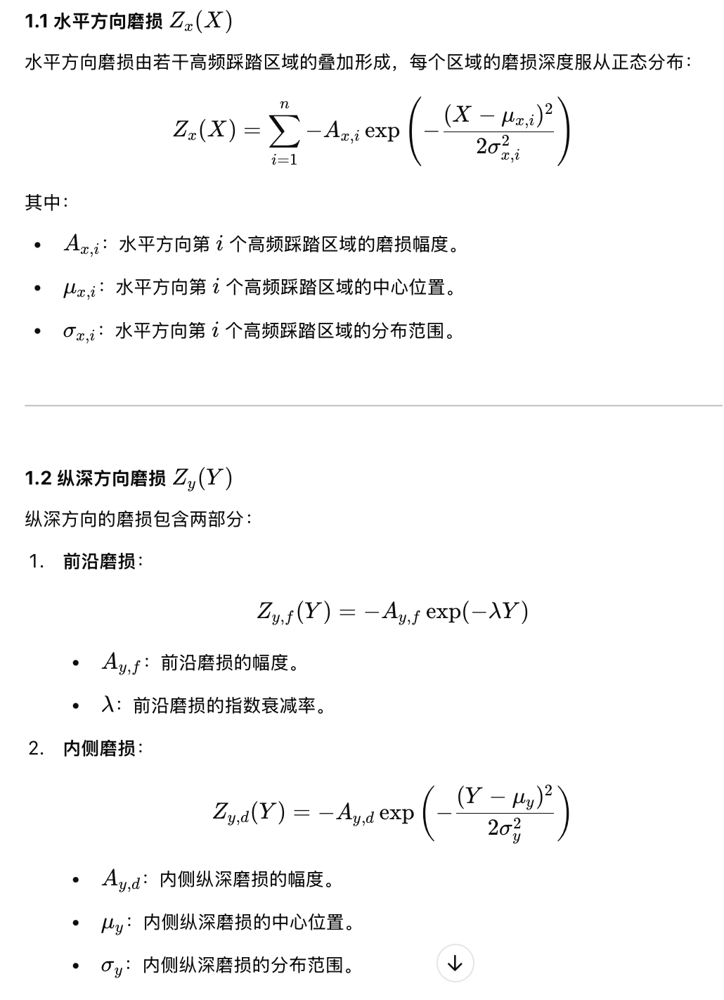 1.1 水平方向磨损 $Z_x(X)$
水平方向磨损由若干高频踩踏区域的叠加形成，每个区域的磨损深度服从正态分布：
$$Z_x(X) = \sum_{i=1}^{n} -A_{x,i} \exp\left(-\frac{(X - \mu_{x,i})^2}{2\sigma_{x,i}^2}\right)$$
其中：
• $A_{x,i}$：水平方向第 $i$ 个高频踩踏区域的磨损幅度。
• $\mu_{x,i}$：水平方向第 $i$ 个高频踩踏区域的中心位置。
• $\sigma_{x,i}$：水平方向第 $i$ 个高频踩踏区域的分布范围。
1.2 纵深方向磨损 $Z_y(Y)$
纵深方向的磨损包含两部分：
1. 前沿磨损：
$$Z_{y,f}(Y) = -A_{y,f} \exp(-\lambda Y)$$
• $A_{y,f}$：前沿磨损的幅度。
• $\lambda$：前沿磨损的指数衰减率。
2. 内侧磨损：
$$Z_{y,d}(Y) = -A_{y,d} \exp\left(-\frac{(Y - \mu_y)^2}{2\sigma_y^2}\right)$$
• $A_{y,d}$：内侧纵深磨损的幅度。
• $\mu_y$：内侧纵深磨损的中心位置。
• $\sigma_y$：内侧纵深磨损的分布范围。